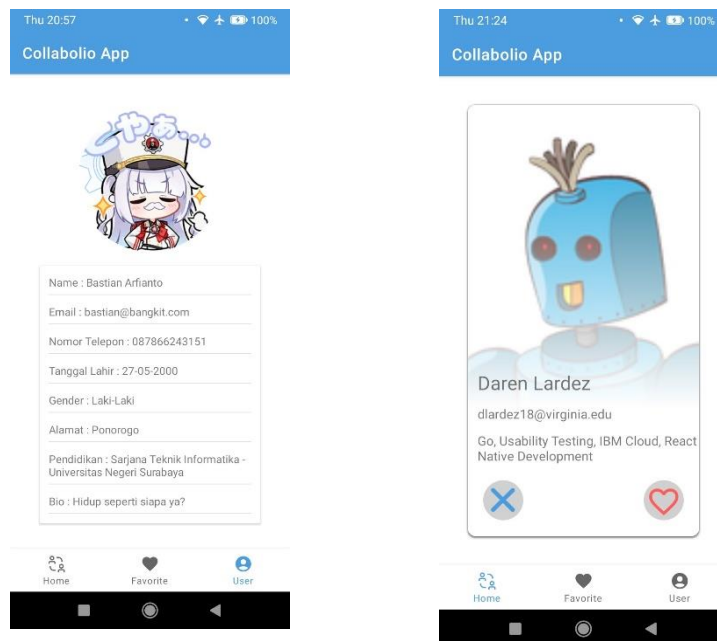 Thu 20:57
100%
Collabolio App
しゃあ...
Name : Bastian Arfianto
Email : bastian@bangkit.com
Nomor Telepon : 087866243151
Tanggal Lahir : 27-05-2000
Gender : Laki-Laki
Alamat : Ponorogo
Pendidikan : Sarjana Teknik Informatika -
Universitas Negeri Surabaya
Bio : Hidup seperti siapa ya?
Home Favorite User
Thu 21:24
100%
Collabolio App
Daren Lardez
dlardez18@virginia.edu
Go, Usability Testing, IBM Cloud, React
Native Development
Home Favorite User